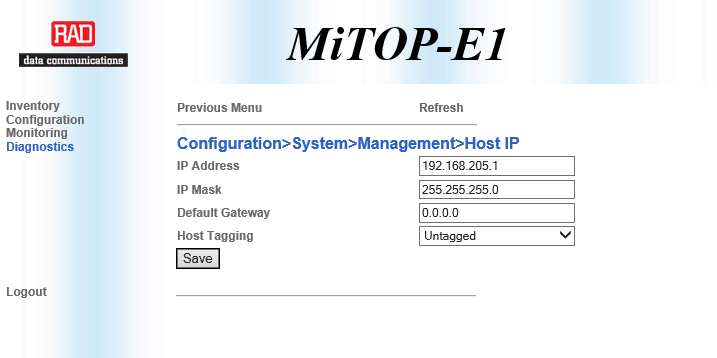 RAD
data communications
MiTOP-E1
Inventory
Configuration
Monitoring
Diagnostics
Logout
Previous Menu Refresh
Configuration>System>Management>Host IP
IP Address 192.168.205.1
IP Mask 255.255.255.0
Default Gateway 0.0.0.0
Host Tagging Untagged
Save